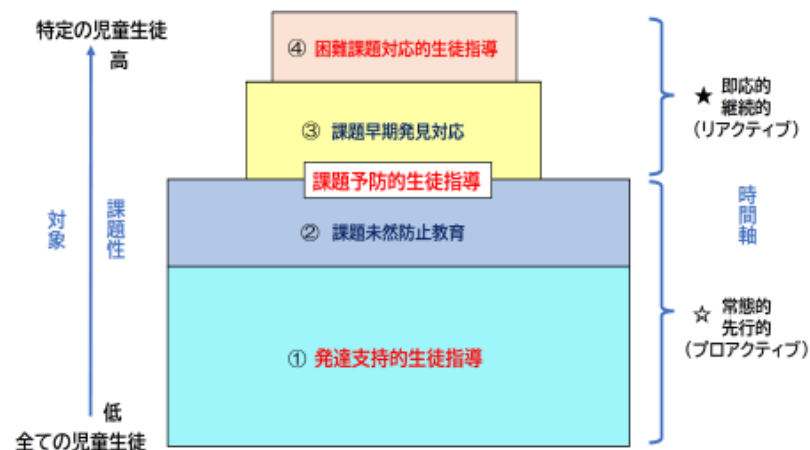 特定の児童生徒
高
④ 困難課題対応的生徒指導
★ 即応的
継続的
(リアクティブ)
③ 課題早期発見対応
課題予防的生徒指導
対象
課題性
時間軸
② 課題未然防止教育
① 発達支持的生徒指導
☆ 常態的
先行的
(プロアクティブ)
低
全ての児童生徒